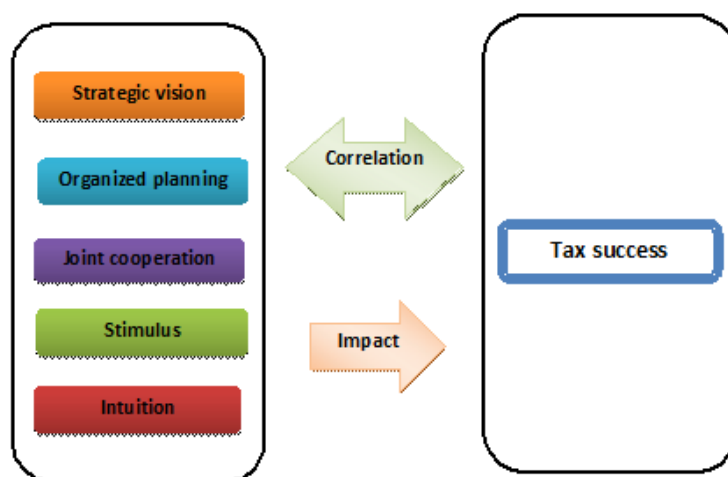 Strategic vision
Organized planning
Joint cooperation
Stimulus
Intuition
Correlation
Impact
Tax success